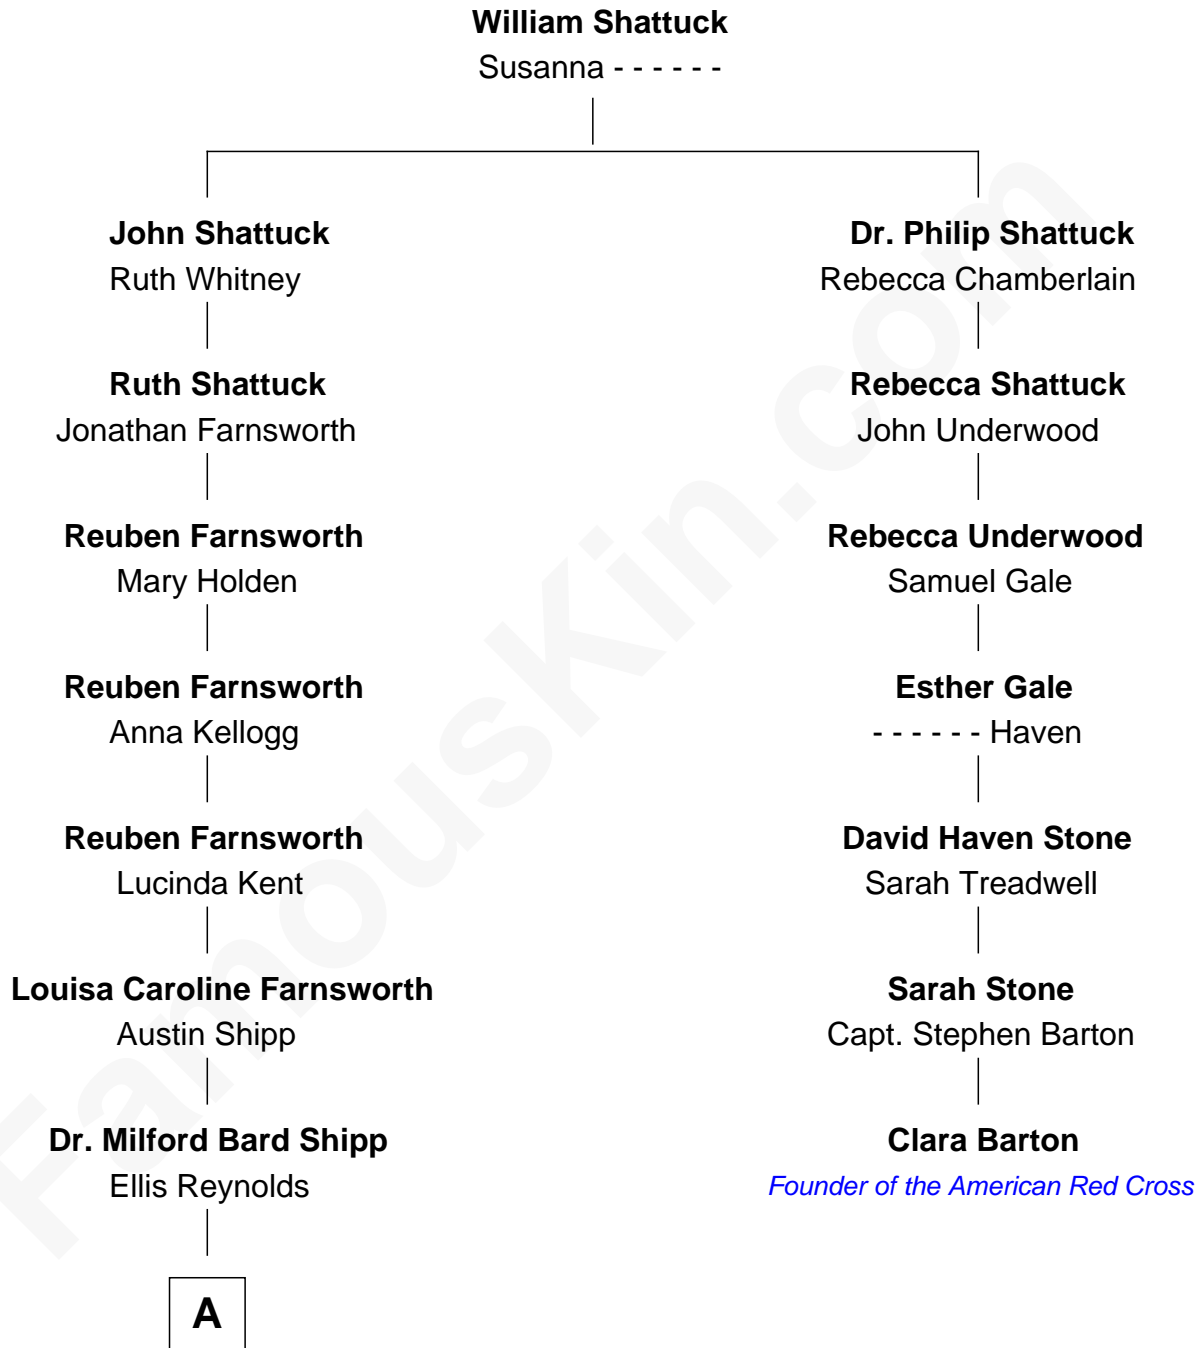 William Shattuck
Susanna - - - - - -
John Shattuck
Ruth Whitney
Dr. Philip Shattuck
Rebecca Chamberlain
Ruth Shattuck
Jonathan Farnsworth
Rebecca Shattuck
John Underwood
Reuben Farnsworth
Mary Holden
Rebecca Underwood
Samuel Gale
Reuben Farnsworth
Anna Kellogg
Esther Gale
- - - - - - Haven
Reuben Farnsworth
Lucinda Kent
David Haven Stone
Sarah Treadwell
Louisa Caroline Farnsworth
Austin Shipp
Sarah Stone
Capt. Stephen Barton
Dr. Milford Bard Shipp
Ellis Reynolds
Clara Barton
Founder of the American Red Cross
A
FamousKin.com